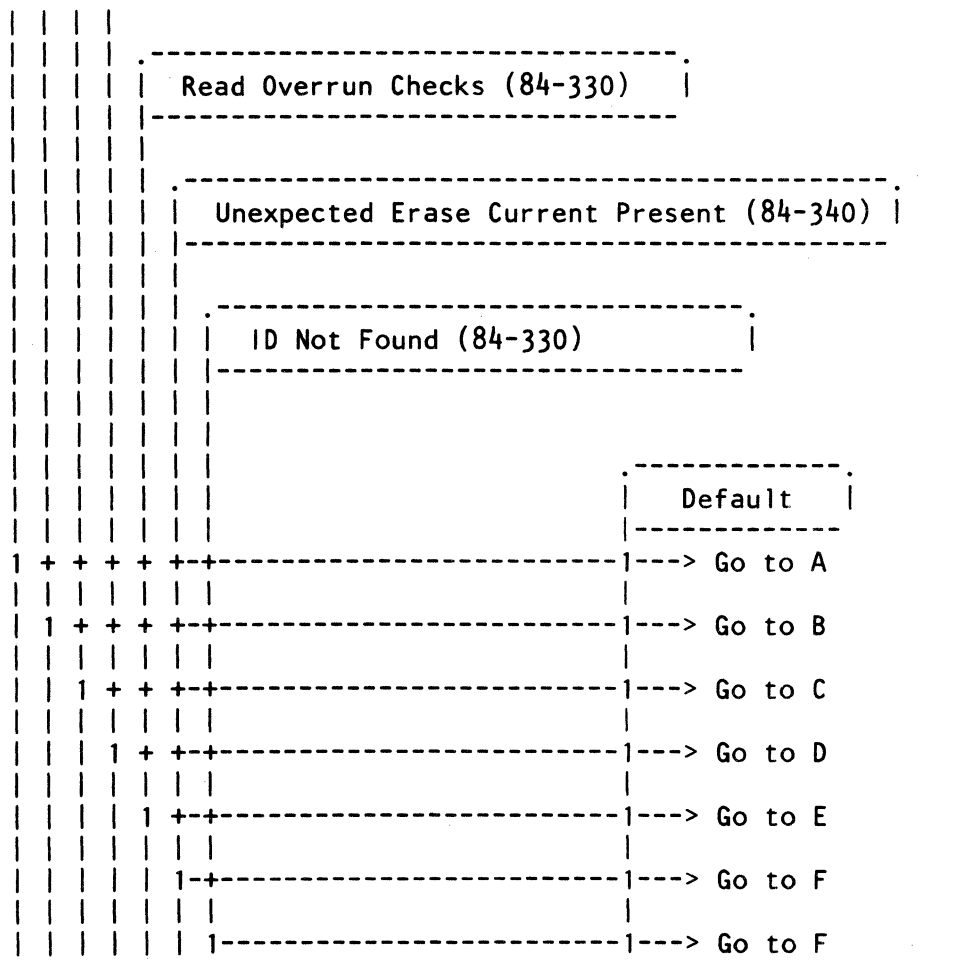 Read Overrun Checks (84-330)
Unexpected Erase Current Present (84-340)
ID Not Found (84-330)
Default
1 + + + + +-+-------------------------1---> Go to A
1 + + + +-+-------------------------1---> Go to B
1 + + +-+-------------------------1---> Go to C
1 + +-+-------------------------1---> Go to D
1 +-+-------------------------1---> Go to E
1-+-------------------------1---> Go to F
1-------------------------1---> Go to F